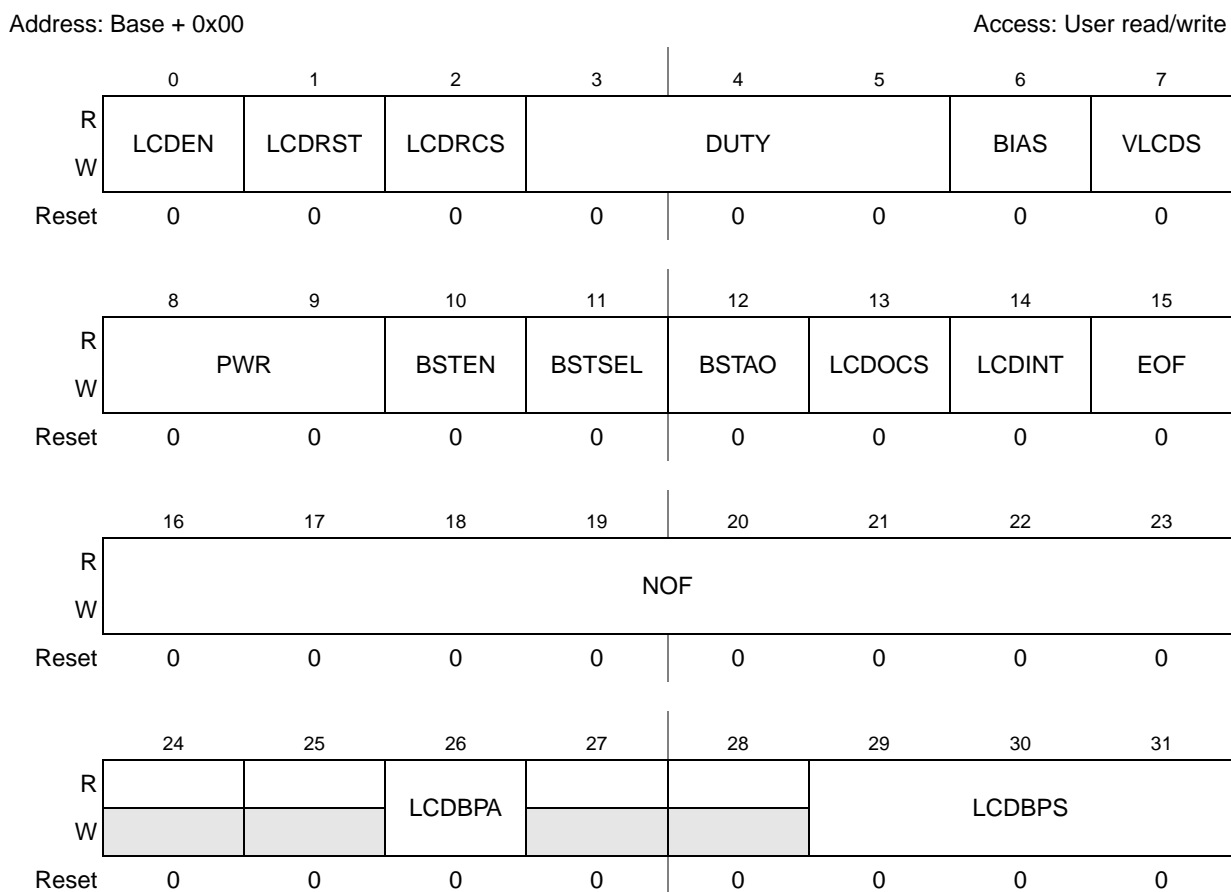 Address: Base + 0x00 Access: User read/write
0 1 2 3 4 5 6 7
R
LCDEN LCDRST LCDRCS DUTY BIAS VLCDS
W
Reset 0 0 0 0 0 0 0 0
8 9 10 11 12 13 14 15
R
PWR BSTEN BSTSEL BSTAO LCDOCS LCDINT EOF
W
Reset 0 0 0 0 0 0 0 0
16 17 18 19 20 21 22 23
R
NOF
W
Reset 0 0 0 0 0 0 0 0
24 25 26 27 28 29 30 31
R
LCDBPA LCDBPS
W
Reset 0 0 0 0 0 0 0 0